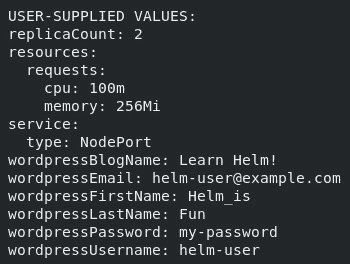 USER-SUPPLIED VALUES:
replicaCount: 2
resources:
  requests:
    cpu: 100m
    memory: 256Mi
service:
  type: NodePort
wordpressBlogName: Learn Helm!
wordpressEmail: helm-user@example.com
wordpressFirstName: Helm_is
wordpressLastName: Fun
wordpressPassword: my-password
wordpressUsername: helm-user